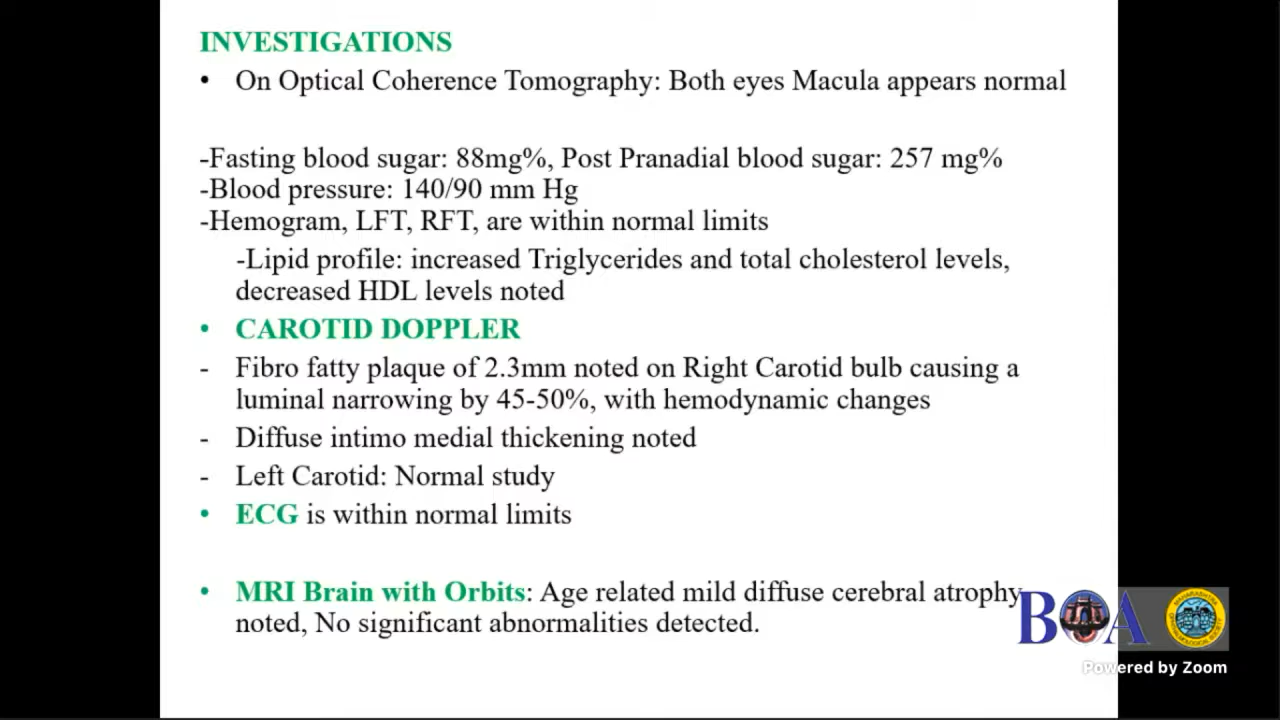 INVESTIGATIONS
• On Optical Coherence Tomography: Both eyes Macula appears normal
-Fasting blood sugar: 88mg%, Post Pranadial blood sugar: 257 mg%
-Blood pressure: 140/90 mm Hg
-Hemogram, LFT, RFT, are within normal limits
-Lipid profile: increased Triglycerides and total cholesterol levels,
decreased HDL levels noted
• CAROTID DOPPLER
- Fibro fatty plaque of 2.3mm noted on Right Carotid bulb causing a
luminal narrowing by 45-50%, with hemodynamic changes
- Diffuse intimo medial thickening noted
- Left Carotid: Normal study
• ECG is within normal limits
• MRI Brain with Orbits: Age related mild diffuse cerebral atrophy
noted, No significant abnormalities detected.
BOA
MAHARASHTRA OPHTHALMOLOGICAL SOCIETY
Powered by Zoom